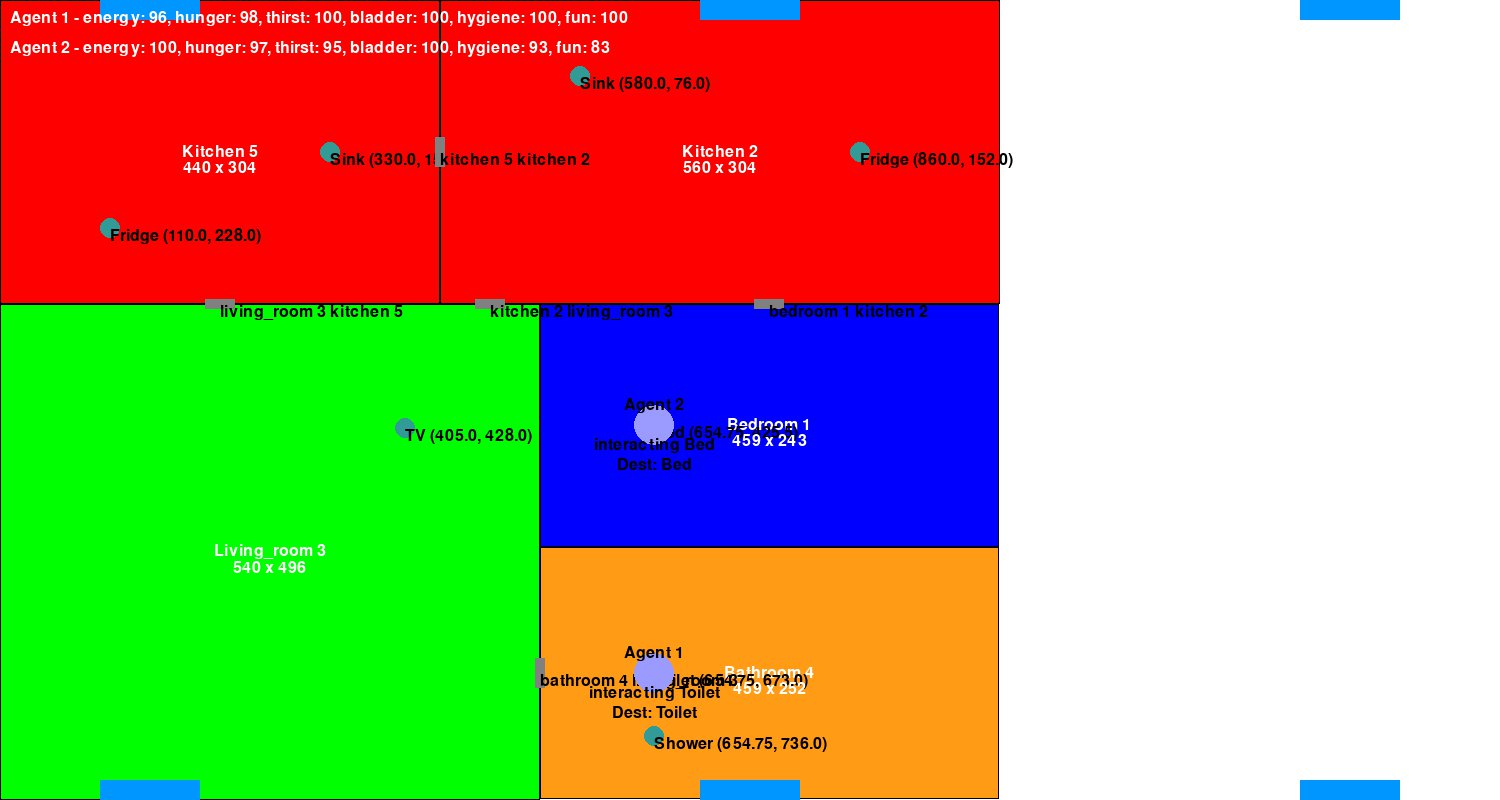 Agent 1 - energy: 96, hunger: 98, thirst: 100, bladder: 100, hygiene: 100, fun: 100
Agent 2 - energy: 100, hunger: 97, thirst: 95, bladder: 100, hygiene: 93, fun: 83
Sink (580.0, 76.0)
Kitchen 5
440 x 304
Sink (330.0, 1
kitchen 5 kitchen 2
Kitchen 2
560 x 304
Fridge (860.0, 152.0)
Fridge (110.0, 228.0)
living_room 3 kitchen 5
kitchen 2 living_room 3
bedroom 1 kitchen 2
Agent 2
TV (405.0, 428.0)
Bedroom 1
459 x 243
interacting Bed
Dest: Bed
Living_room 3
540 x 496
Agent 1
Bathroom 4
459 x 252
bathroom 4
(654.75, 673.0)
interacting Toilet
Dest: Toilet
Shower (654.75, 736.0)